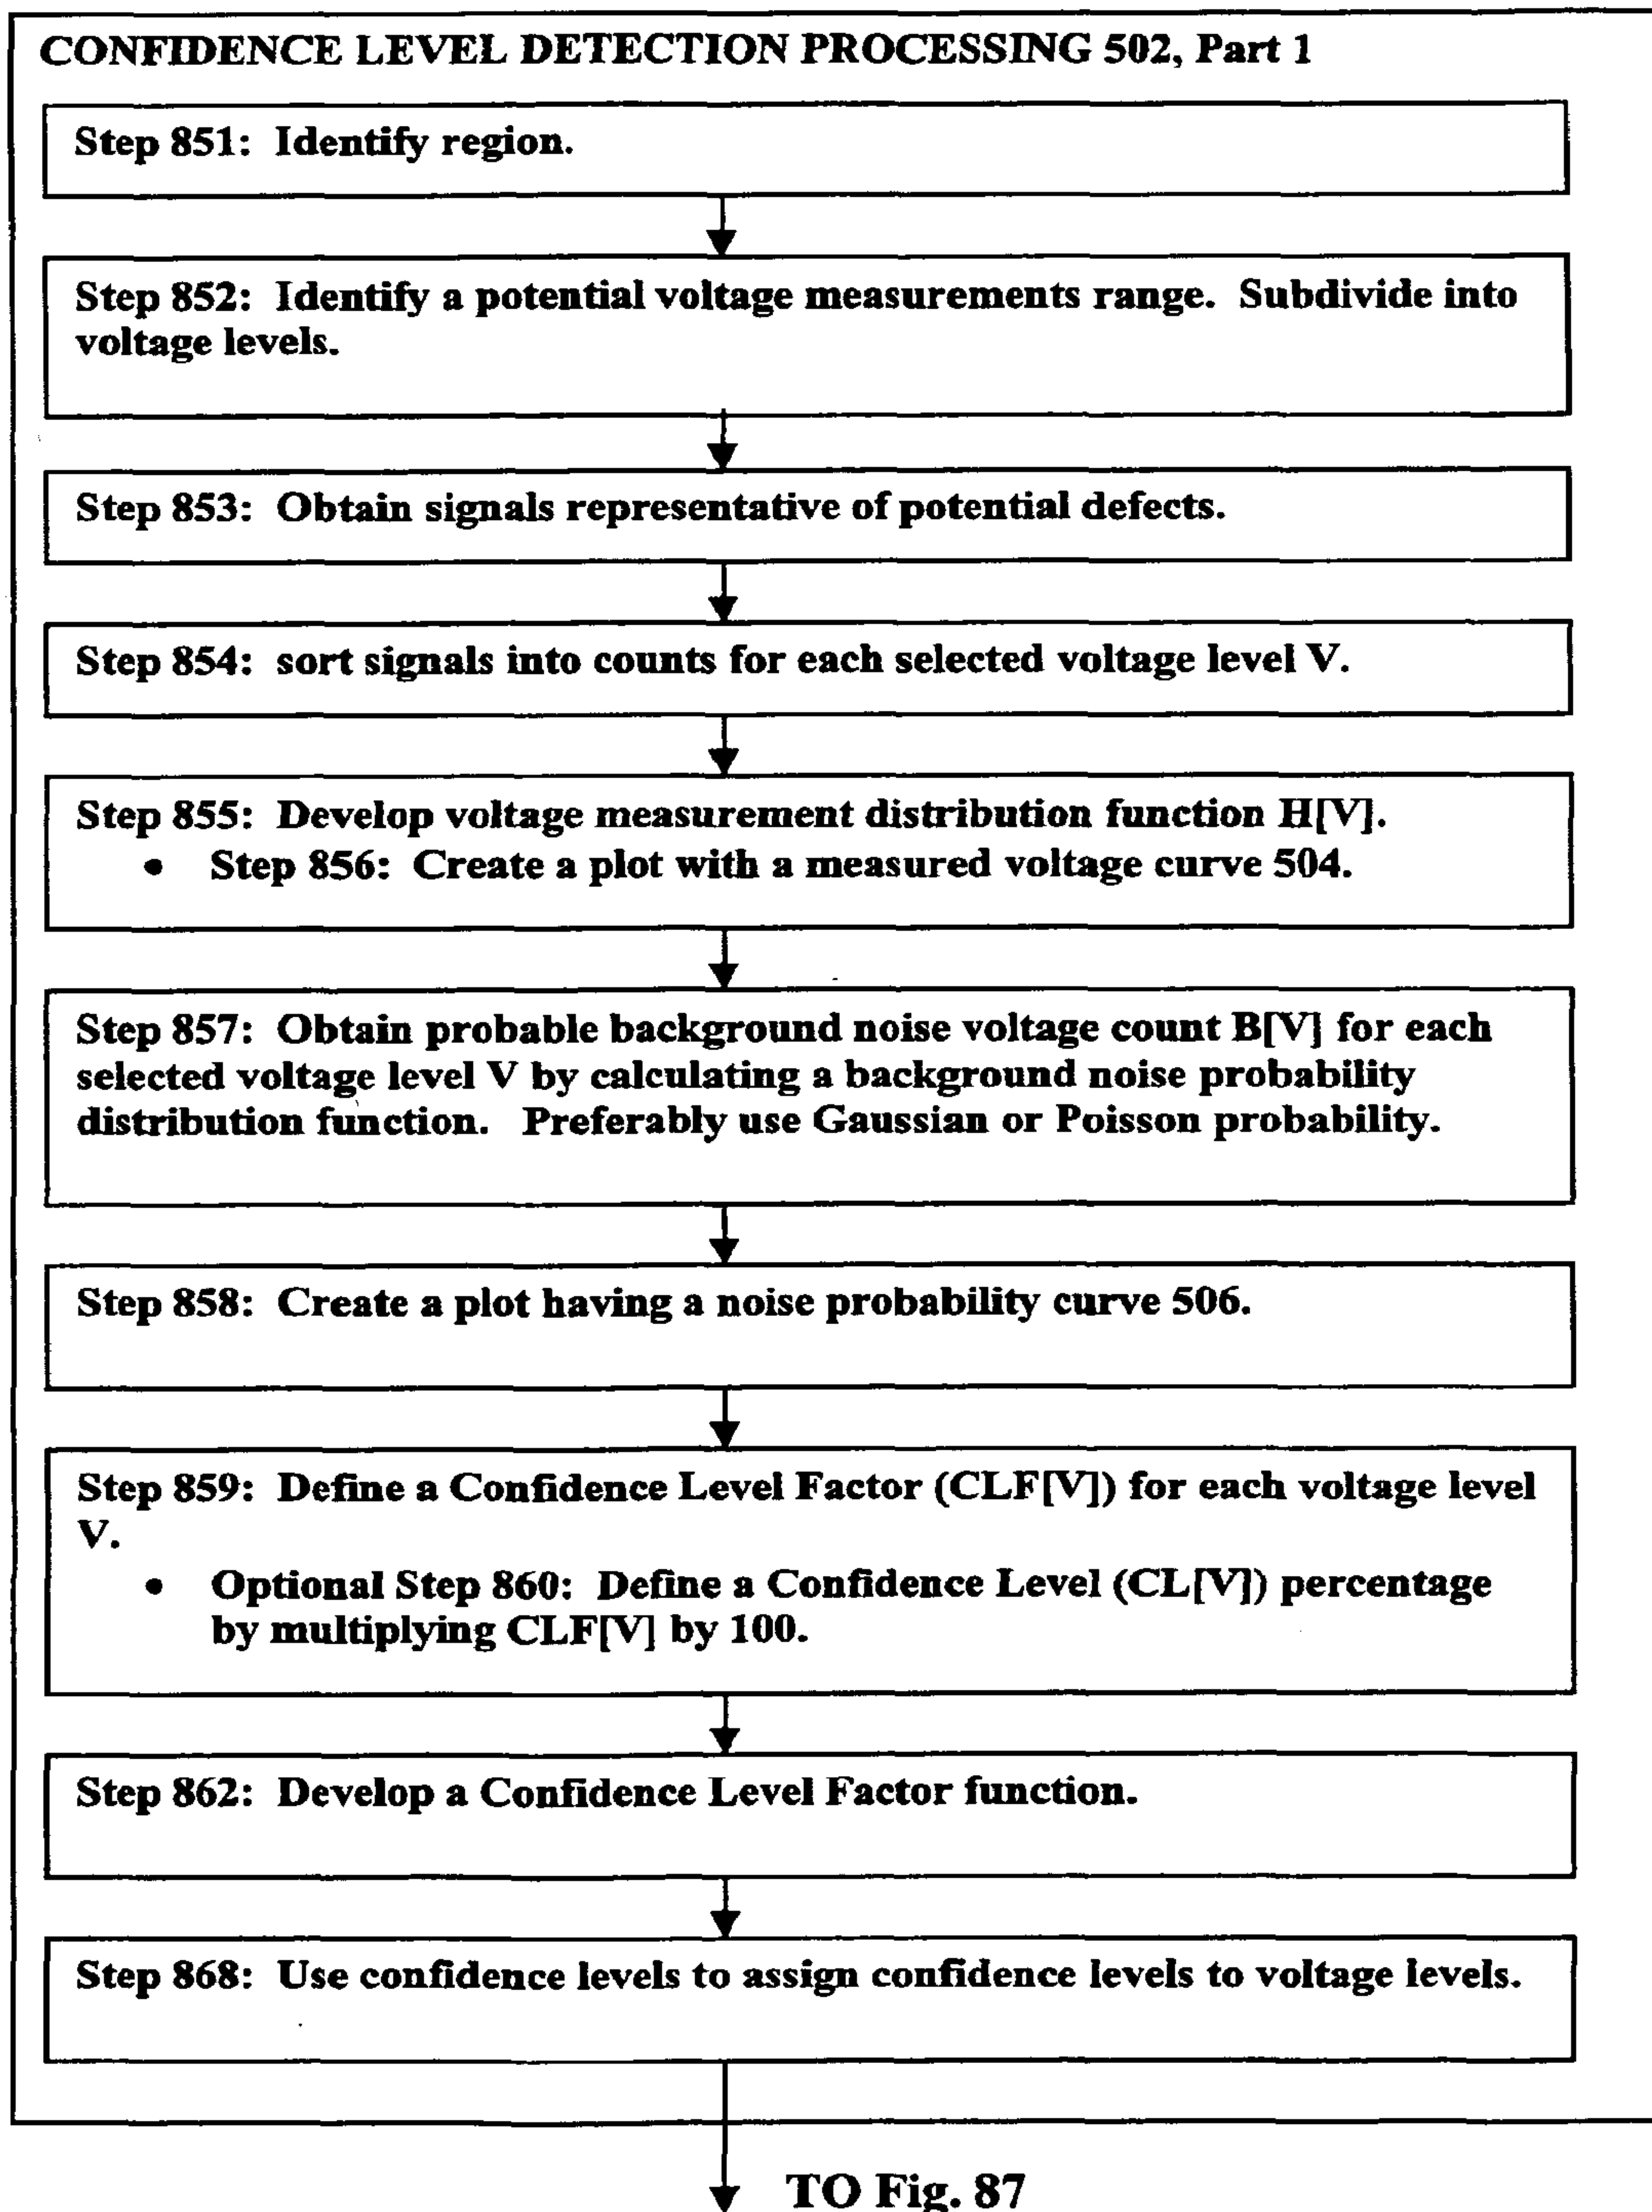 CONFIDENCE LEVEL DETECTION PROCESSING 502, Part 1
Step 851: Identify region.
Step 852: Identify a potential voltage measurements range. Subdivide into
voltage levels.
Step 853: Obtain signals representative of potential defects.
Step 854: sort signals into counts for each selected voltage level V.
Step 855: Develop voltage measurement distribution function H[V].
• Step 856: Create a plot with a measured voltage curve 504.
Step 857: Obtain probable background noise voltage count B[V] for each
selected voltage level V by calculating a background noise probability
distribution function. Preferably use Gaussian or Poisson probability.
Step 858: Create a plot having a noise probability curve 506.
Step 859: Define a Confidence Level Factor (CLF[V]) for each voltage level
V.
• Optional Step 860: Define a Confidence Level (CL[V]) percentage
by multiplying CLF[V] by 100.
Step 862: Develop a Confidence Level Factor function.
Step 868: Use confidence levels to assign confidence levels to voltage levels.
TO Fig. 87